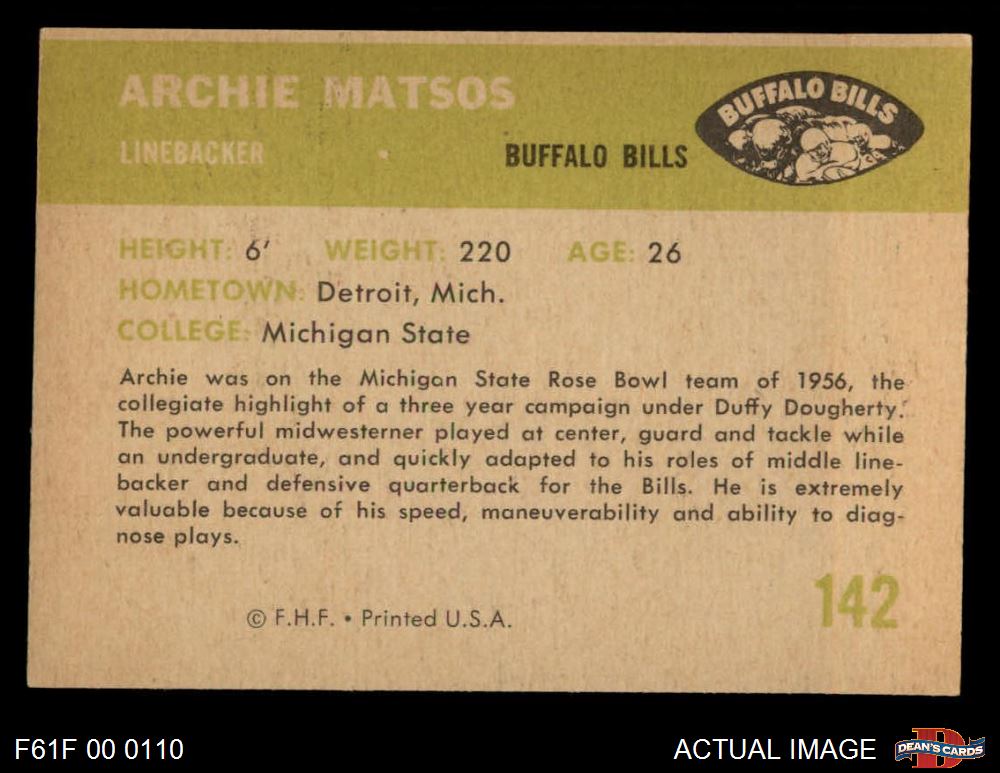 ARCHIE MATSOS
LINEBACKER
BUFFALO BILLS
BUFFALO BILLS
HEIGHT: 6' WEIGHT: 220 AGE: 26
HOMETOWN: Detroit, Mich.
COLLEGE: Michigan State
Archie was on the Michigan State Rose Bowl team of 1956, the
collegiate highlight of a three year campaign under Duffy Dougherty.
The powerful midwesterner played at center, guard and tackle while
an undergraduate, and quickly adapted to his roles of middle line-
backer and defensive quarterback for the Bills. He is extremely
valuable because of his speed, maneuverability and ability to diag-
nose plays.
142
© F.H.F. • Printed U.S.A.
F61F 00 0110
ACTUAL IMAGE
D
DEAN'S CARDS